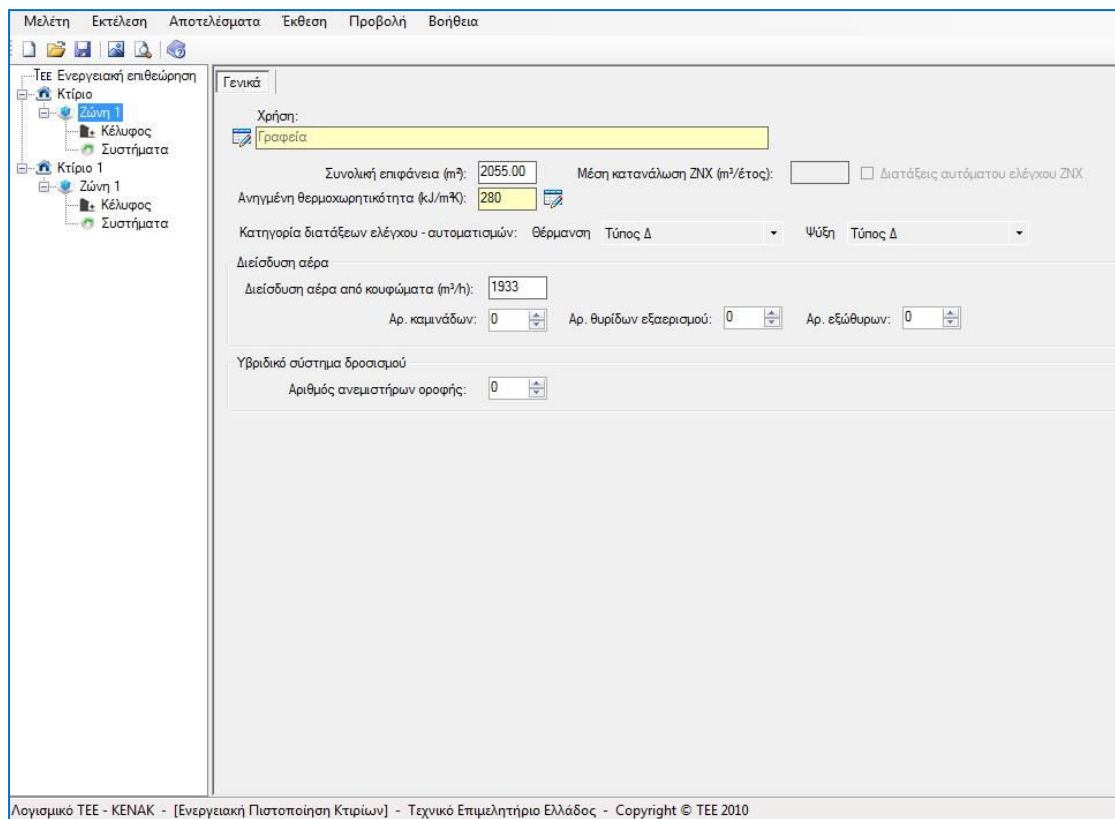 Μελέτη Εκτέλεση Αποτελέσματα Έκθεση Προβολή Βοήθεια
ΤΕΕ Ενεργειακή επιθεώρηση
Κτίριο
Ζώνη 1
Κέλυφος
Συστήματα
Κτίριο 1
Ζώνη 1
Κέλυφος
Συστήματα
Γενικά
Χρήση:
Γραφεία
Συνολική επιφάνεια (m²): 2055.00 Μέση κατανάλωση ΖΝΧ (m³/έτος): Διατάξεις αυτόματου ελέγχου ΖΝΧ
Ανηγμένη θερμοχωρητικότητα (kJ/m²K): 280
Κατηγορία διατάξεων ελέγχου - αυτοματισμών: Θέρμανση Τύπος Δ Ψύξη Τύπος Δ
Διείσδυση αέρα
Διείσδυση αέρα από κουφώματα (m³/h): 1933
Αρ. καμινάδων: 0 Αρ. θυρίδων εξαερισμού: 0 Αρ. εξώθυρων: 0
Υβριδικό σύστημα δροσισμού
Αριθμός ανεμιστήρων οροφής: 0
Λογισμικό ΤΕΕ - ΚΕΝΑΚ - [Ενεργειακή Πιστοποίηση Κτιρίων] - Τεχνικό Επιμελητήριο Ελλάδος - Copyright © ΤΕΕ 2010